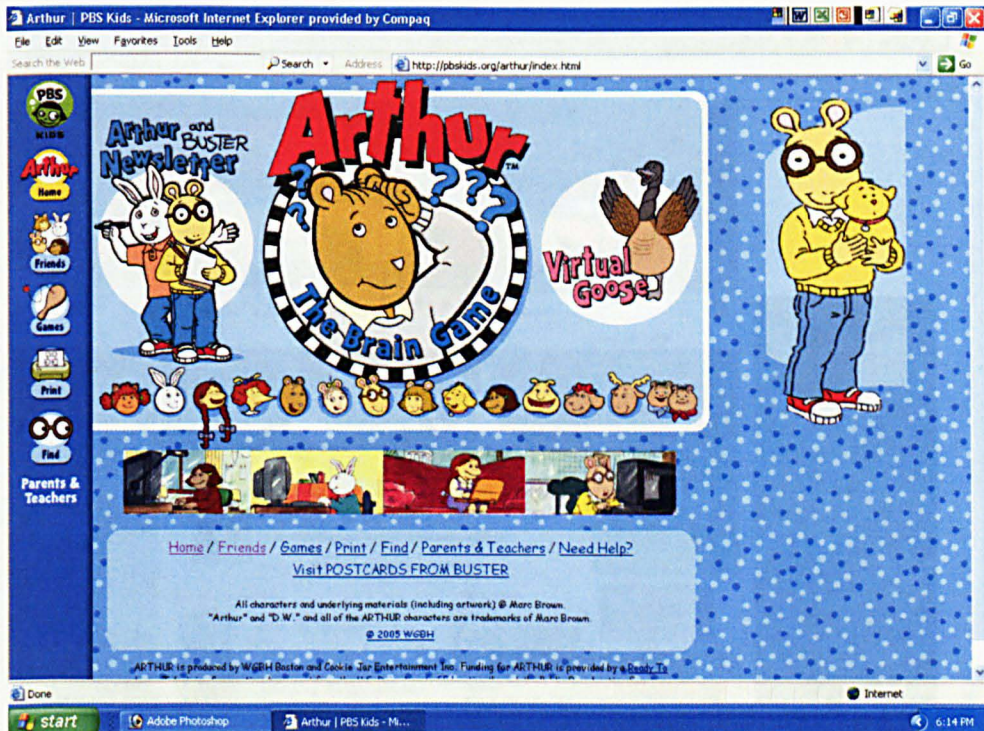 Arthur | PBS Kids - Microsoft Internet Explorer provided by Compaq
File Edit View Favorites Tools Help
Search the Web Search Address http://pbskids.org/arthur/index.html Go
PBS
KIDS
Arthur
Home
Friends
Games
Print
Find
Parents &
Teachers
Arthur and
BUSTER
Newsletter
Arthur™
? ? ? ? ?
The Brain Game
Virtual
Goose
Home / Friends / Games / Print / Find / Parents & Teachers / Need Help?
Visit POSTCARDS FROM BUSTER
All characters and underlying materials (including artwork) © Marc Brown.
"Arthur" and "D.W." and all of the ARTHUR characters are trademarks of Marc Brown.
© 2005 WGBH
ARTHUR is produced by WGBH Boston and Cookie Jar Entertainment Inc. Funding for ARTHUR is provided by a Ready To
Done Internet
start Adobe Photoshop Arthur | PBS Kids - Mi... 6:14 PM